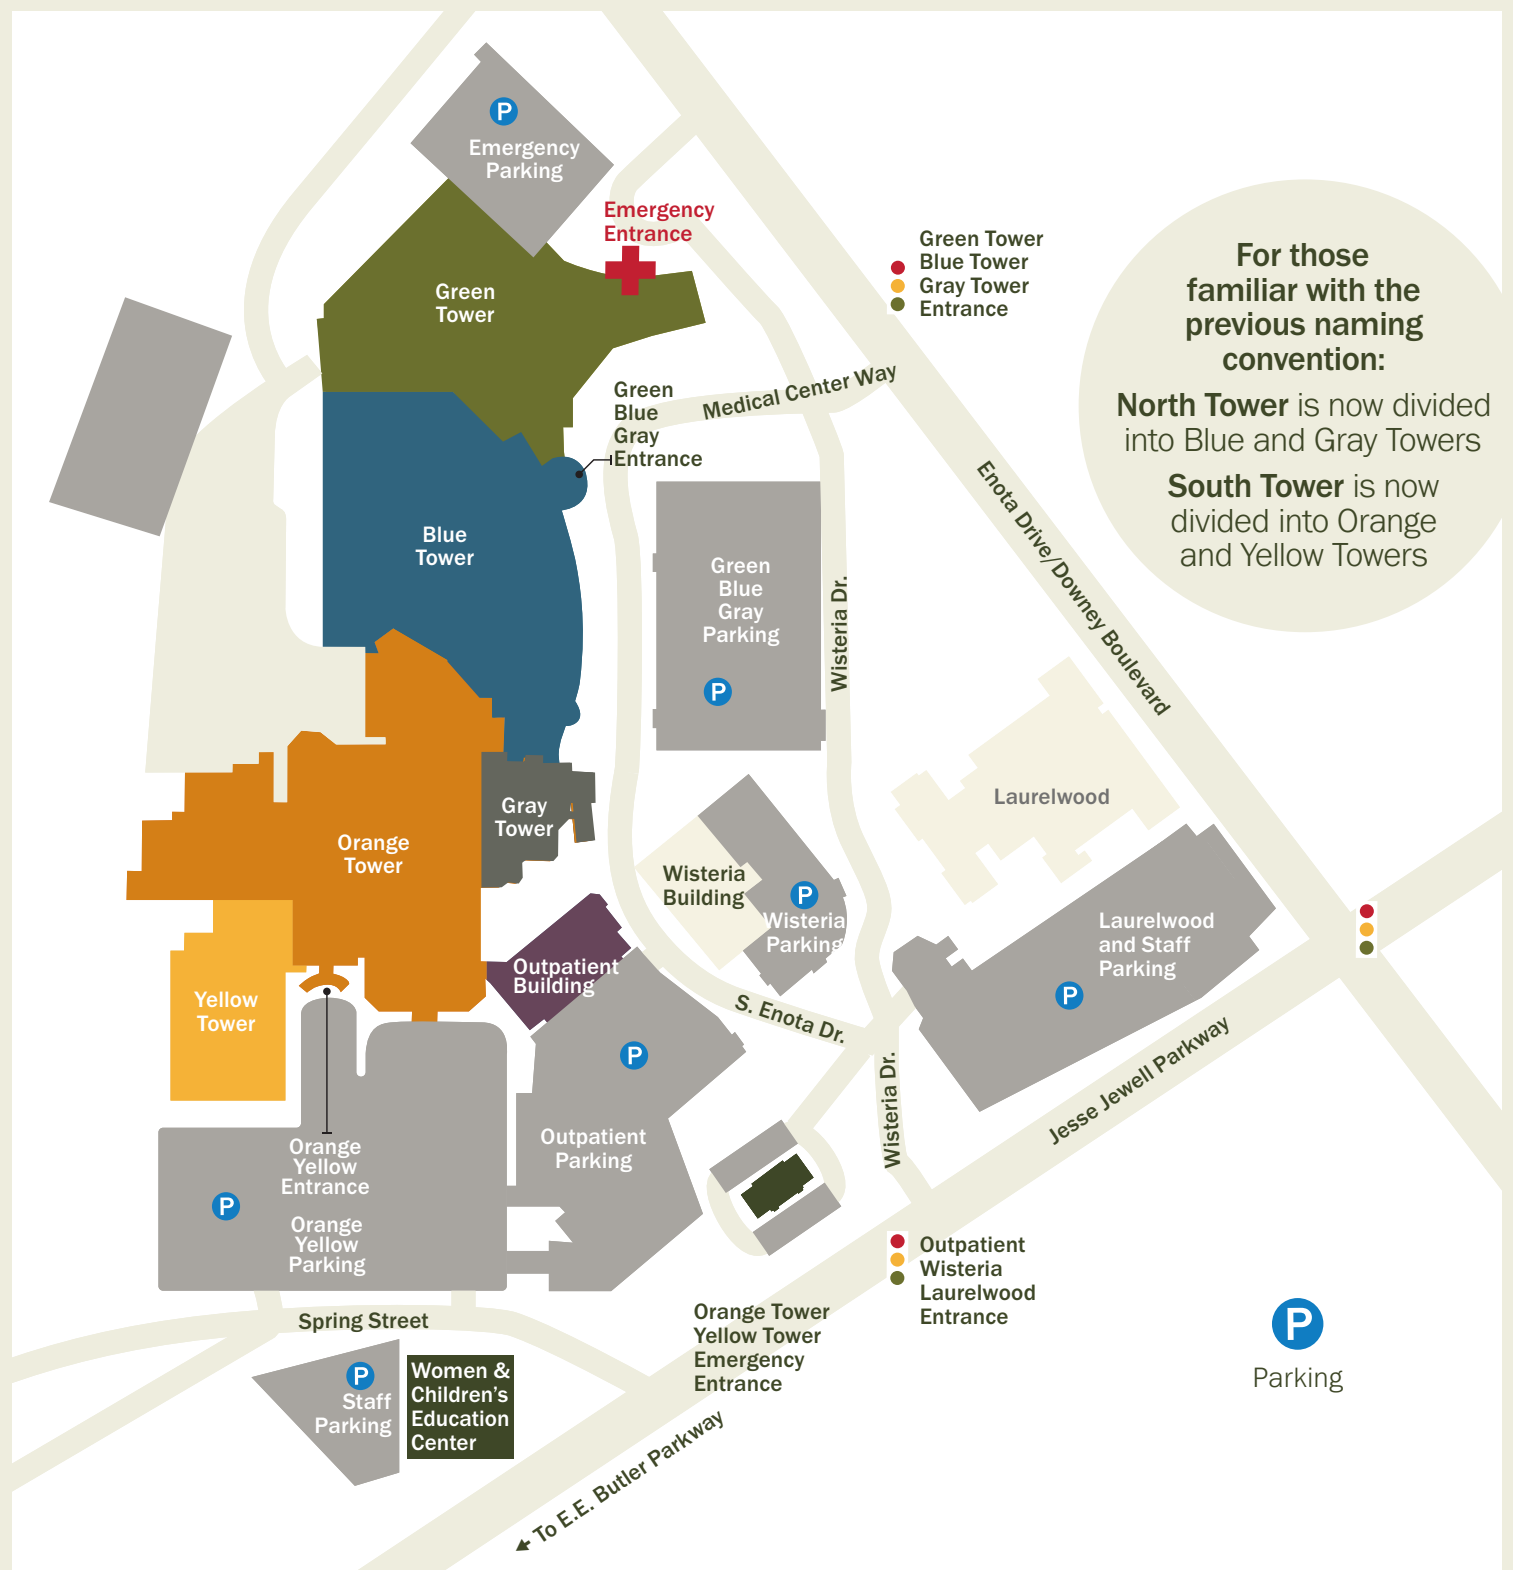 P
Emergency
Parking
Emergency
Entrance
Green
Tower
Green Tower
Blue Tower
Gray Tower
Entrance
For those
familiar with the
previous naming
convention:
North Tower is now divided
into Blue and Gray Towers
South Tower is now
divided into Orange
and Yellow Towers
Green
Blue
Gray
Entrance
Medical Center Way
Enota Drive/Downey Boulevard
Blue
Tower
Green
Blue
Gray
Parking
P
Wisteria Dr.
Laurelwood
Gray
Tower
Orange
Tower
Wisteria
Building
P
Wisteria
Parking
Laurelwood
and Staff
Parking
P
Outpatient
Building
Yellow
Tower
S. Enota Dr.
P
Wisteria Dr.
Jesse Jewell Parkway
Outpatient
Parking
Orange
Yellow
Entrance
P
Orange
Yellow
Parking
Outpatient
Wisteria
Laurelwood
Entrance
Spring Street
Orange Tower
Yellow Tower
Emergency
Entrance
P
Parking
P
Staff
Parking
Women &
Children's
Education
Center
To E.E. Butler Parkway